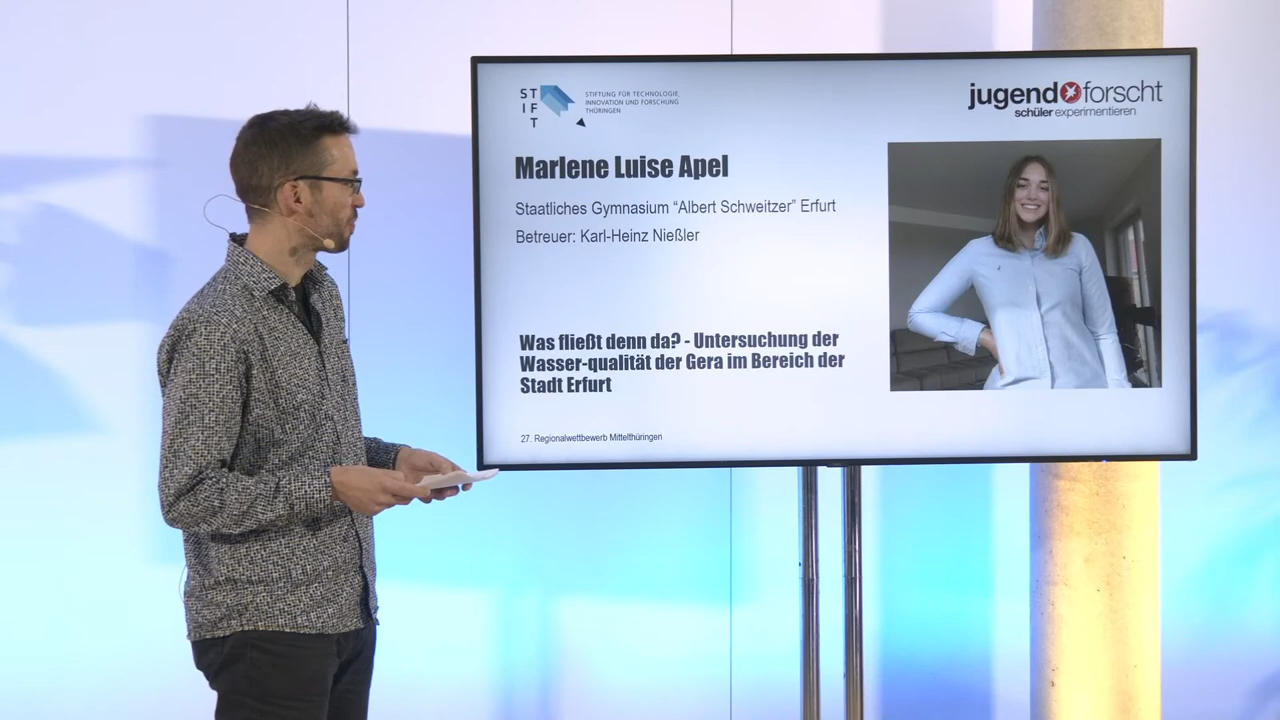 ST
IF
T
STIFTUNG FÜR TECHNOLOGIE,
INNOVATION UND FORSCHUNG
THÜRINGEN
jugend forscht
schüler experimentieren
Marlene Luise Apel
Staatliches Gymnasium “Albert Schweitzer” Erfurt
Betreuer: Karl-Heinz Nießler
Was fließt denn da? - Untersuchung der
Wasser-qualität der Gera im Bereich der
Stadt Erfurt
27. Regionalwettbewerb Mittelthüringen